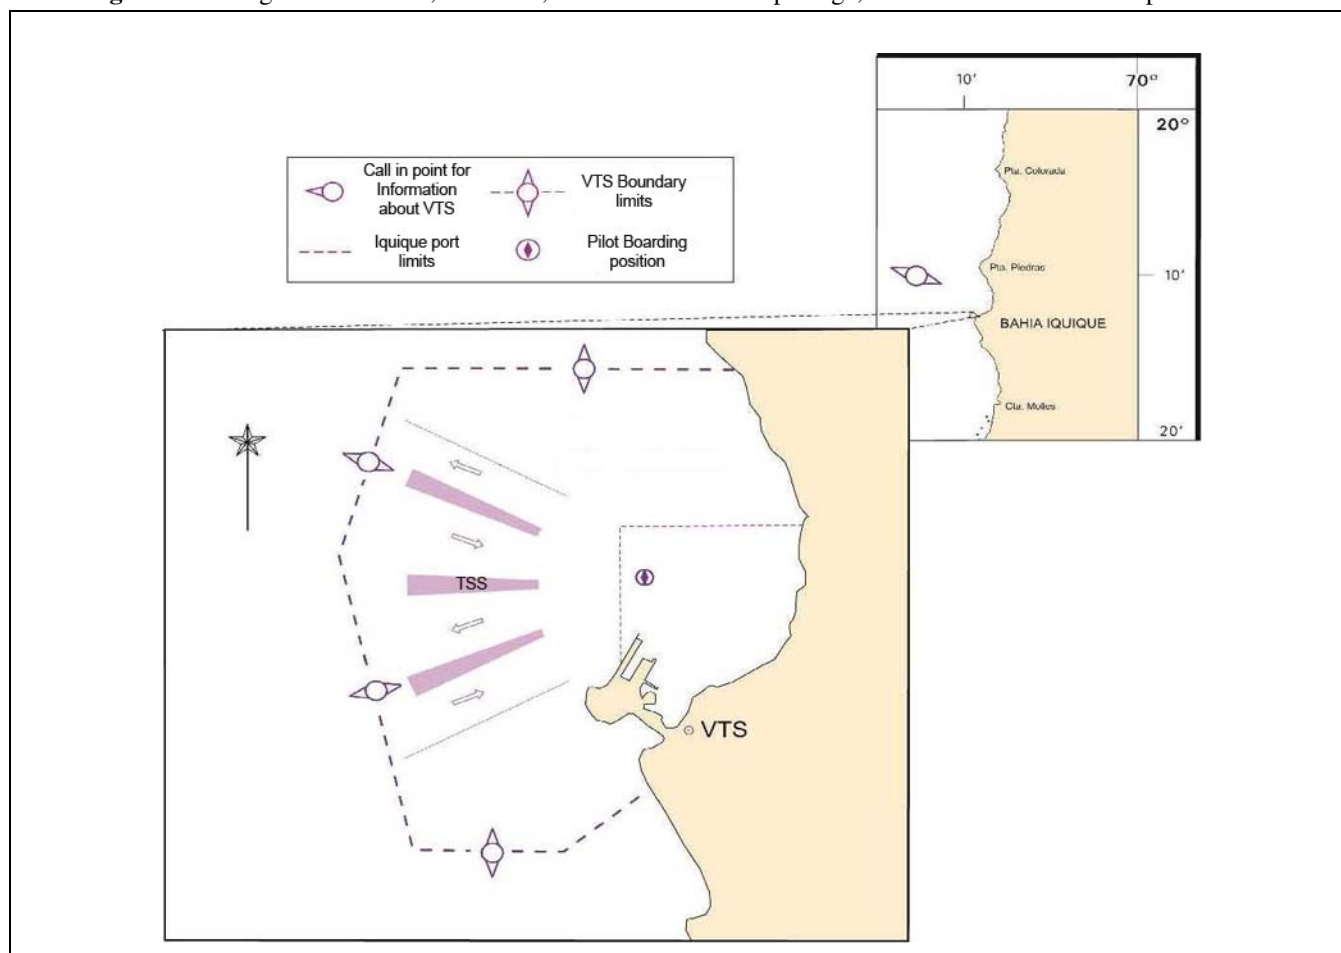 10'
70°
20°
Pta. Colorada
Pta. Piedras
10'
BAHIA IQUIQUE
Cta. Molles
20'
Call in point for
Information
about VTS
VTS Boundary
limits
Iquique port
limits
Pilot Boarding
position
TSS
VTS